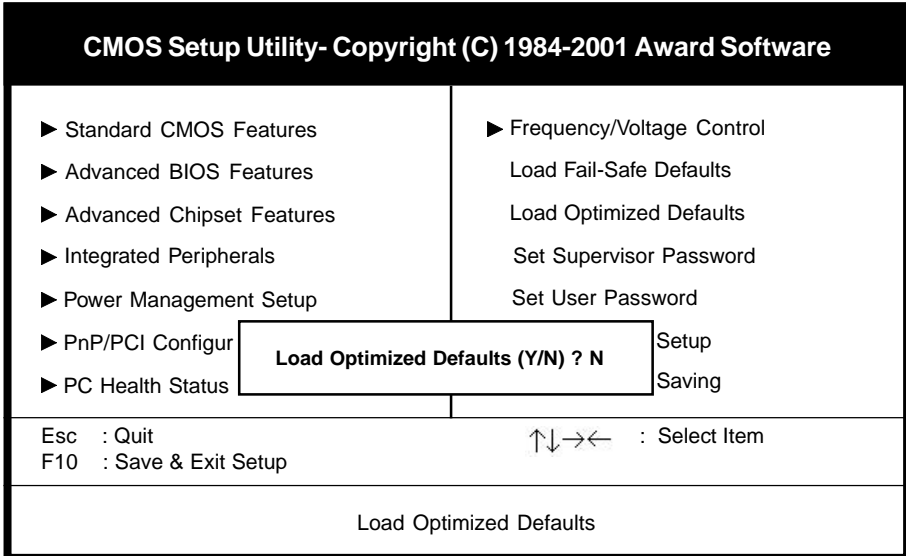 CMOS Setup Utility- Copyright (C) 1984-2001 Award Software
▶ Standard CMOS Features
▶ Advanced BIOS Features
▶ Advanced Chipset Features
▶ Integrated Peripherals
▶ Power Management Setup
▶ PnP/PCI Configur
▶ PC Health Status
▶ Frequency/Voltage Control
Load Fail-Safe Defaults
Load Optimized Defaults
Set Supervisor Password
Set User Password
Setup
Saving
Load Optimized Defaults (Y/N) ? N
Esc : Quit
F10 : Save & Exit Setup
↑↓→← : Select Item
Load Optimized Defaults